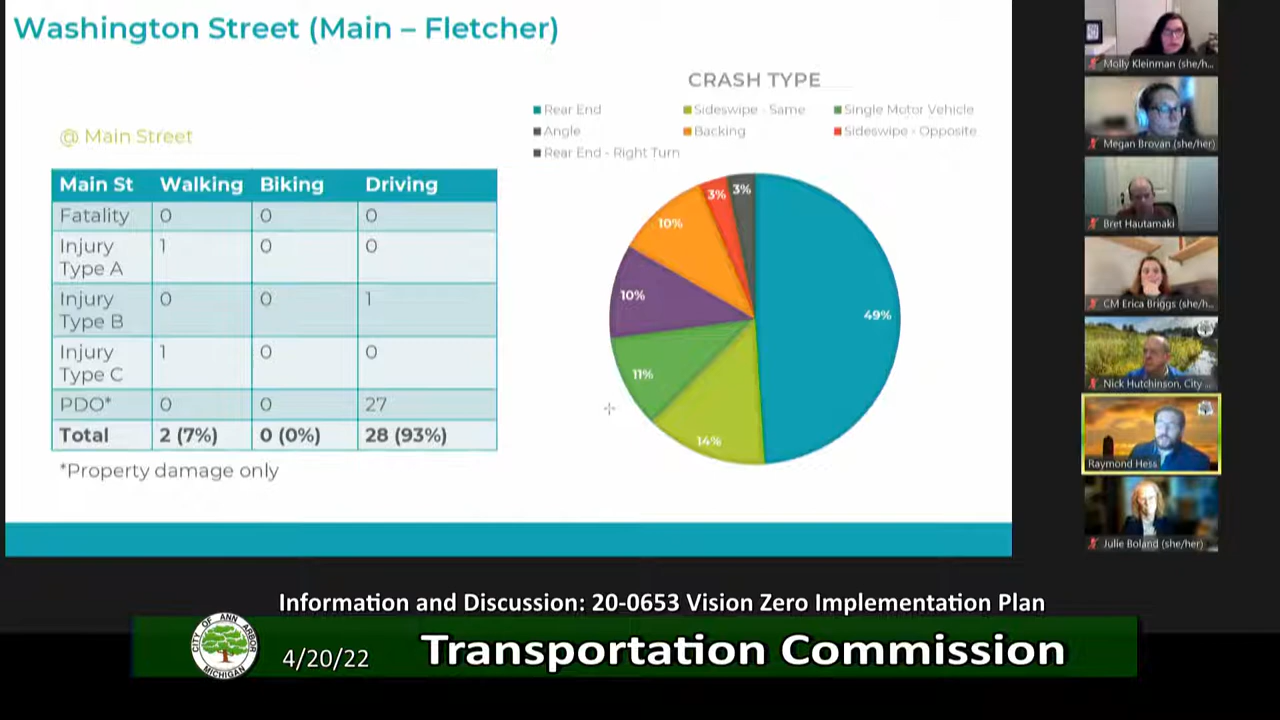 Washington Street (Main – Fletcher)
@ Main Street
Main St Walking Biking Driving
Fatality 0 0 0
Injury Type A 1 0 0
Injury Type B 0 0 1
Injury Type C 1 0 0
PDO* 0 0 27
Total 2 (7%) 0 (0%) 28 (93%)
*Property damage only
CRASH TYPE
Rear End Sideswipe - Same Single Motor Vehicle
Angle Backing Sideswipe - Opposite
Rear End - Right Turn
3% 3%
10%
10%
49%
11%
14%
Molly Kleinman (she/h...
Megan Brovan (she/her)
Bret Hautamaki
CM Erica Briggs (she/h...
Nick Hutchinson, City ...
Raymond Hess
Julie Boland (she/her)
Information and Discussion: 20-0653 Vision Zero Implementation Plan
CITY OF ANN ARBOR
MICHIGAN
4/20/22 Transportation Commission